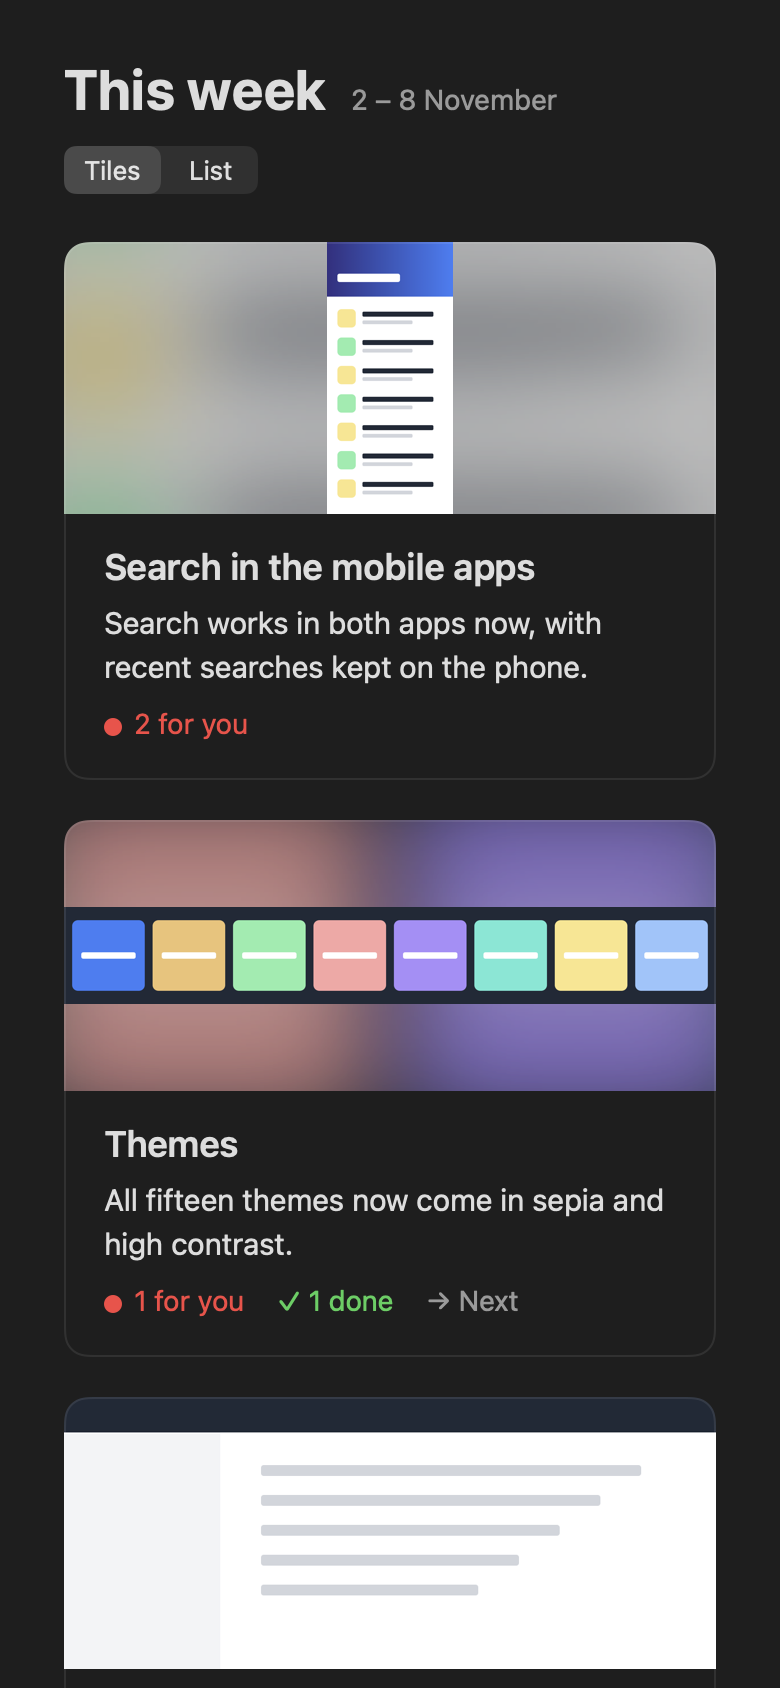 This week 2 – 8 November
Tiles List
Search in the mobile apps
Search works in both apps now, with
recent searches kept on the phone.
2 for you
Themes
All fifteen themes now come in sepia and
high contrast.
1 for you ✓ 1 done → Next